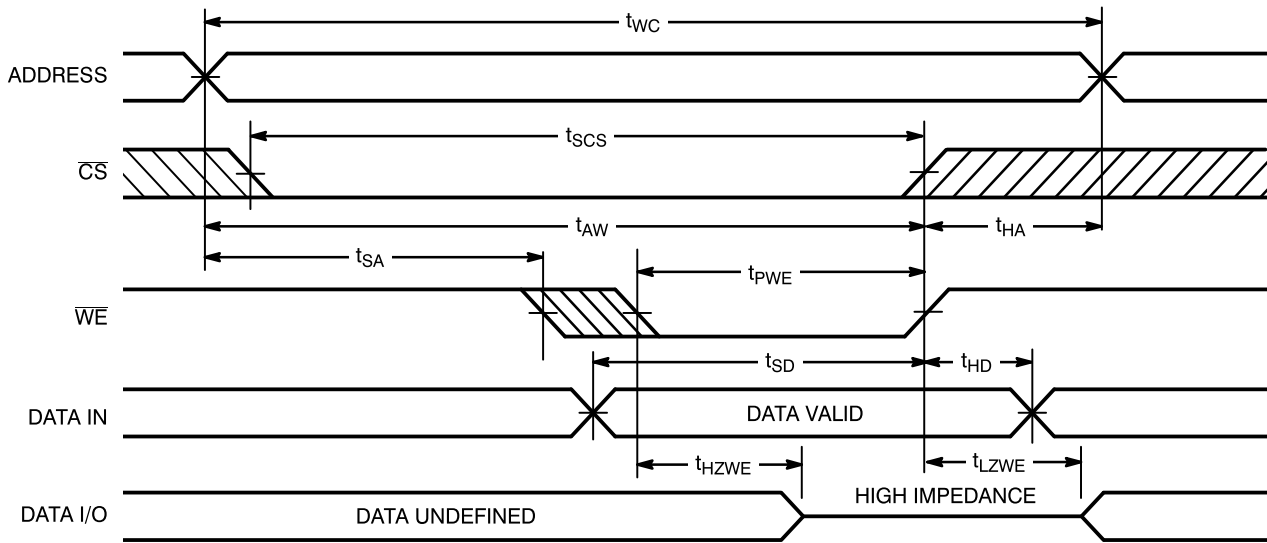 tWC
ADDRESS
tSCS
CS
tAW
tHA
tSA
tPWE
WE
tSD
tHD
DATA IN
DATA VALID
tHZWE
tLZWE
HIGH IMPEDANCE
DATA I/O
DATA UNDEFINED